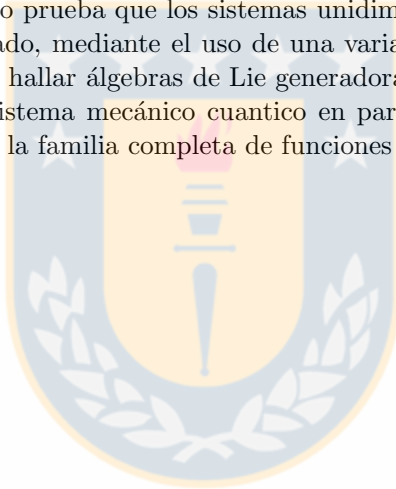 o prueba que los sistemas unidim
ado, mediante el uso de una varia
hallar álgebras de Lie generadora
istema mecánico cuantico en par
la familia completa de funciones